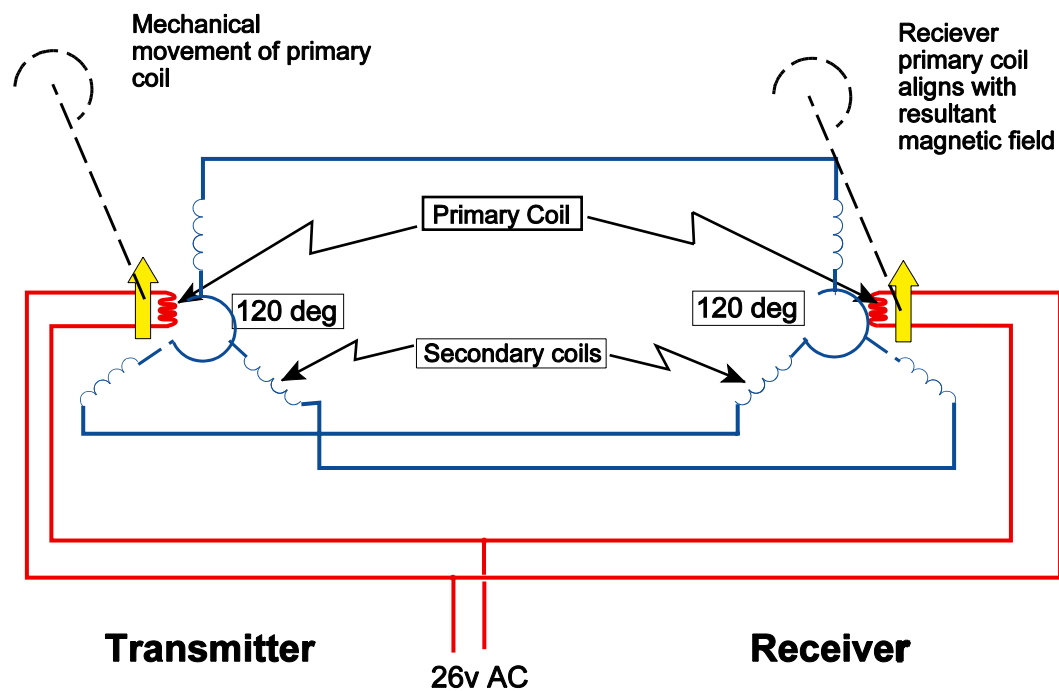 Mechanical
movement of primary
coil
Reciever
primary coil
aligns with
resultant
magnetic field
Primary Coil
120 deg
120 deg
Secondary coils
Transmitter
Receiver
26v AC